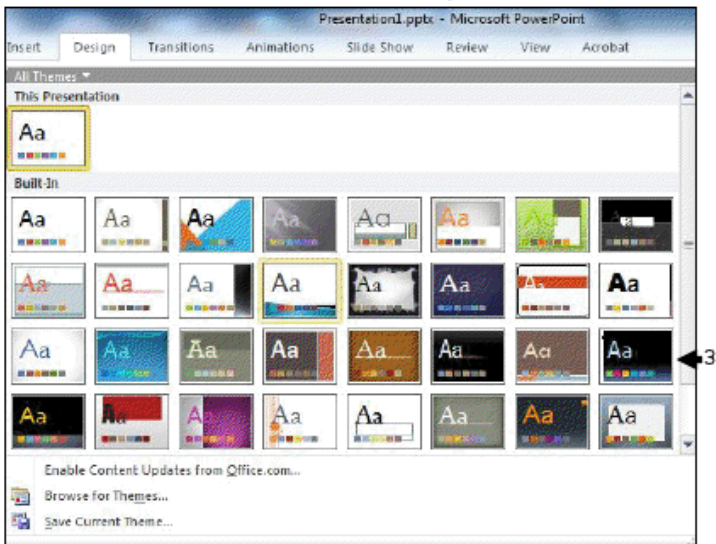 Presentation1.pptx - Microsoft PowerPoint
Insert Design Transitions Animations Slide Show Review View Acrobat
All Themes
This Presentation
Aa
Built-In
Aa Aa Aa Aa Aa Aa Aa Aa
Aa Aa Aa Aa Aa Aa Aa Aa
Aa Aa Aa Aa Aa Aa Aa Aa 3
Aa Aa Aa Aa Aa Aa Aa Aa
Enable Content Updates from Office.com...
Browse for Themes...
Save Current Theme...